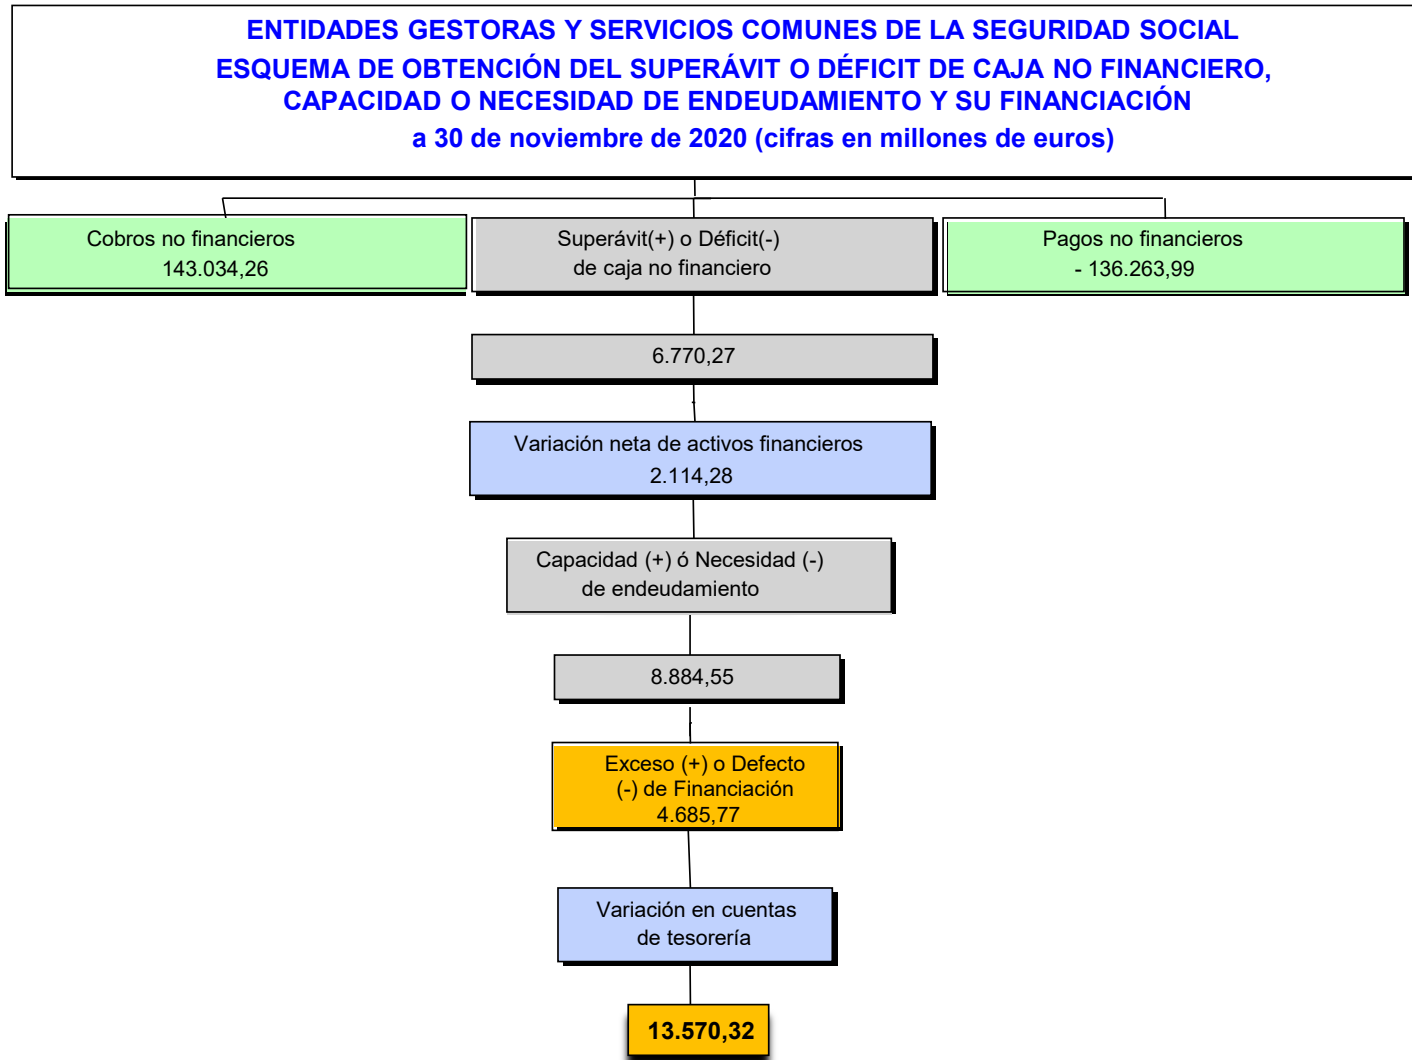 ENTIDADES GESTORAS Y SERVICIOS COMUNES DE LA SEGURIDAD SOCIAL
ESQUEMA DE OBTENCIÓN DEL SUPERÁVIT O DÉFICIT DE CAJA NO FINANCIERO,
CAPACIDAD O NECESIDAD DE ENDEUDAMIENTO Y SU FINANCIACIÓN
a 30 de noviembre de 2020 (cifras en millones de euros)
Cobros no financieros
143.034,26
Superávit(+) o Déficit(-)
de caja no financiero
Pagos no financieros
- 136.263,99
6.770,27
Variación neta de activos financieros
2.114,28
Capacidad (+) ó Necesidad (-)
de endeudamiento
8.884,55
Exceso (+) o Defecto
(-) de Financiación
4.685,77
Variación en cuentas
de tesorería
13.570,32